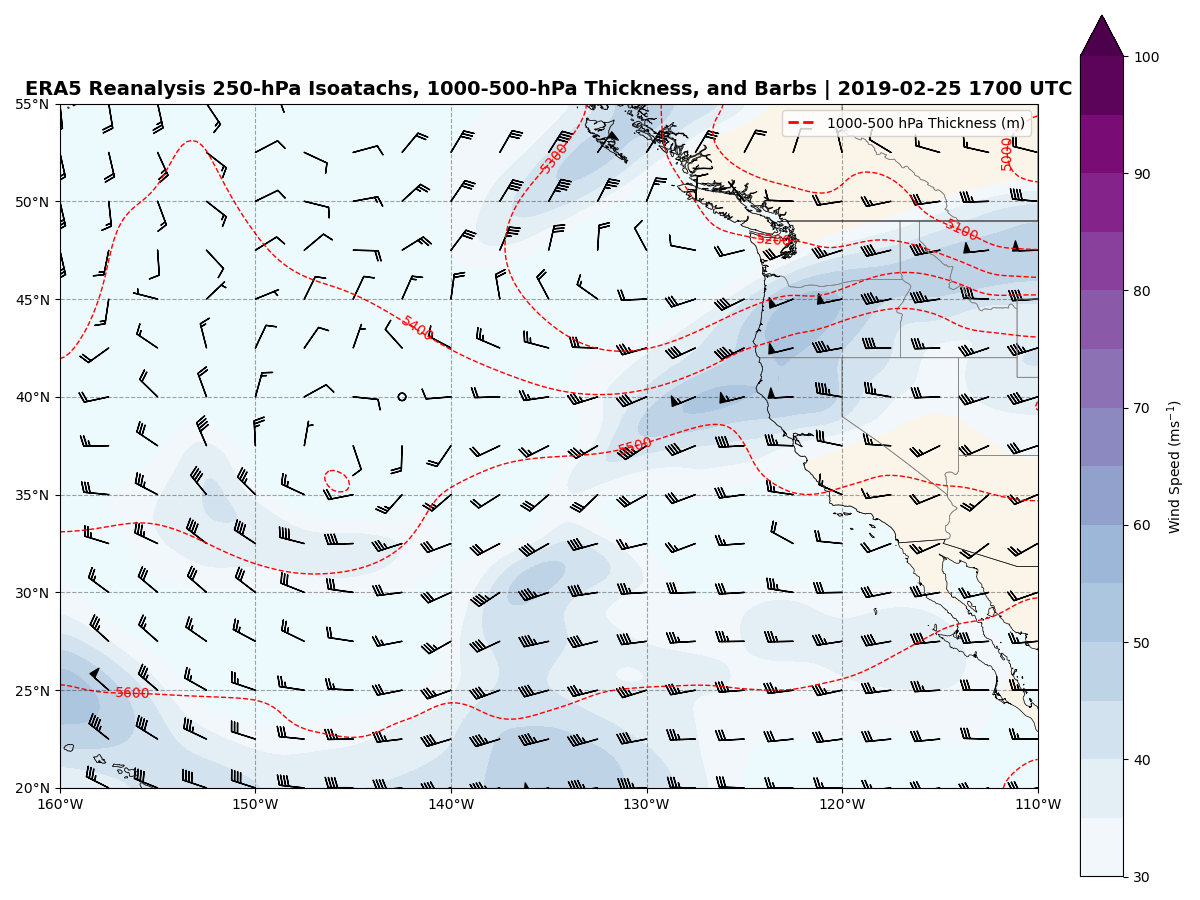 ERA5 Reanalysis 250-hPa Isoatachs, 1000-500-hPa Thickness, and Barbs | 2019-02-25 1700 UTC
1000-500 hPa Thickness (m)
55°N
50°N
45°N
40°N
35°N
30°N
25°N
20°N
160°W
150°W
140°W
130°W
120°W
110°W
5300
5000
5200
5100
5400
5500
5600
100
90
80
70
60
50
40
30
Wind Speed (ms⁻¹)